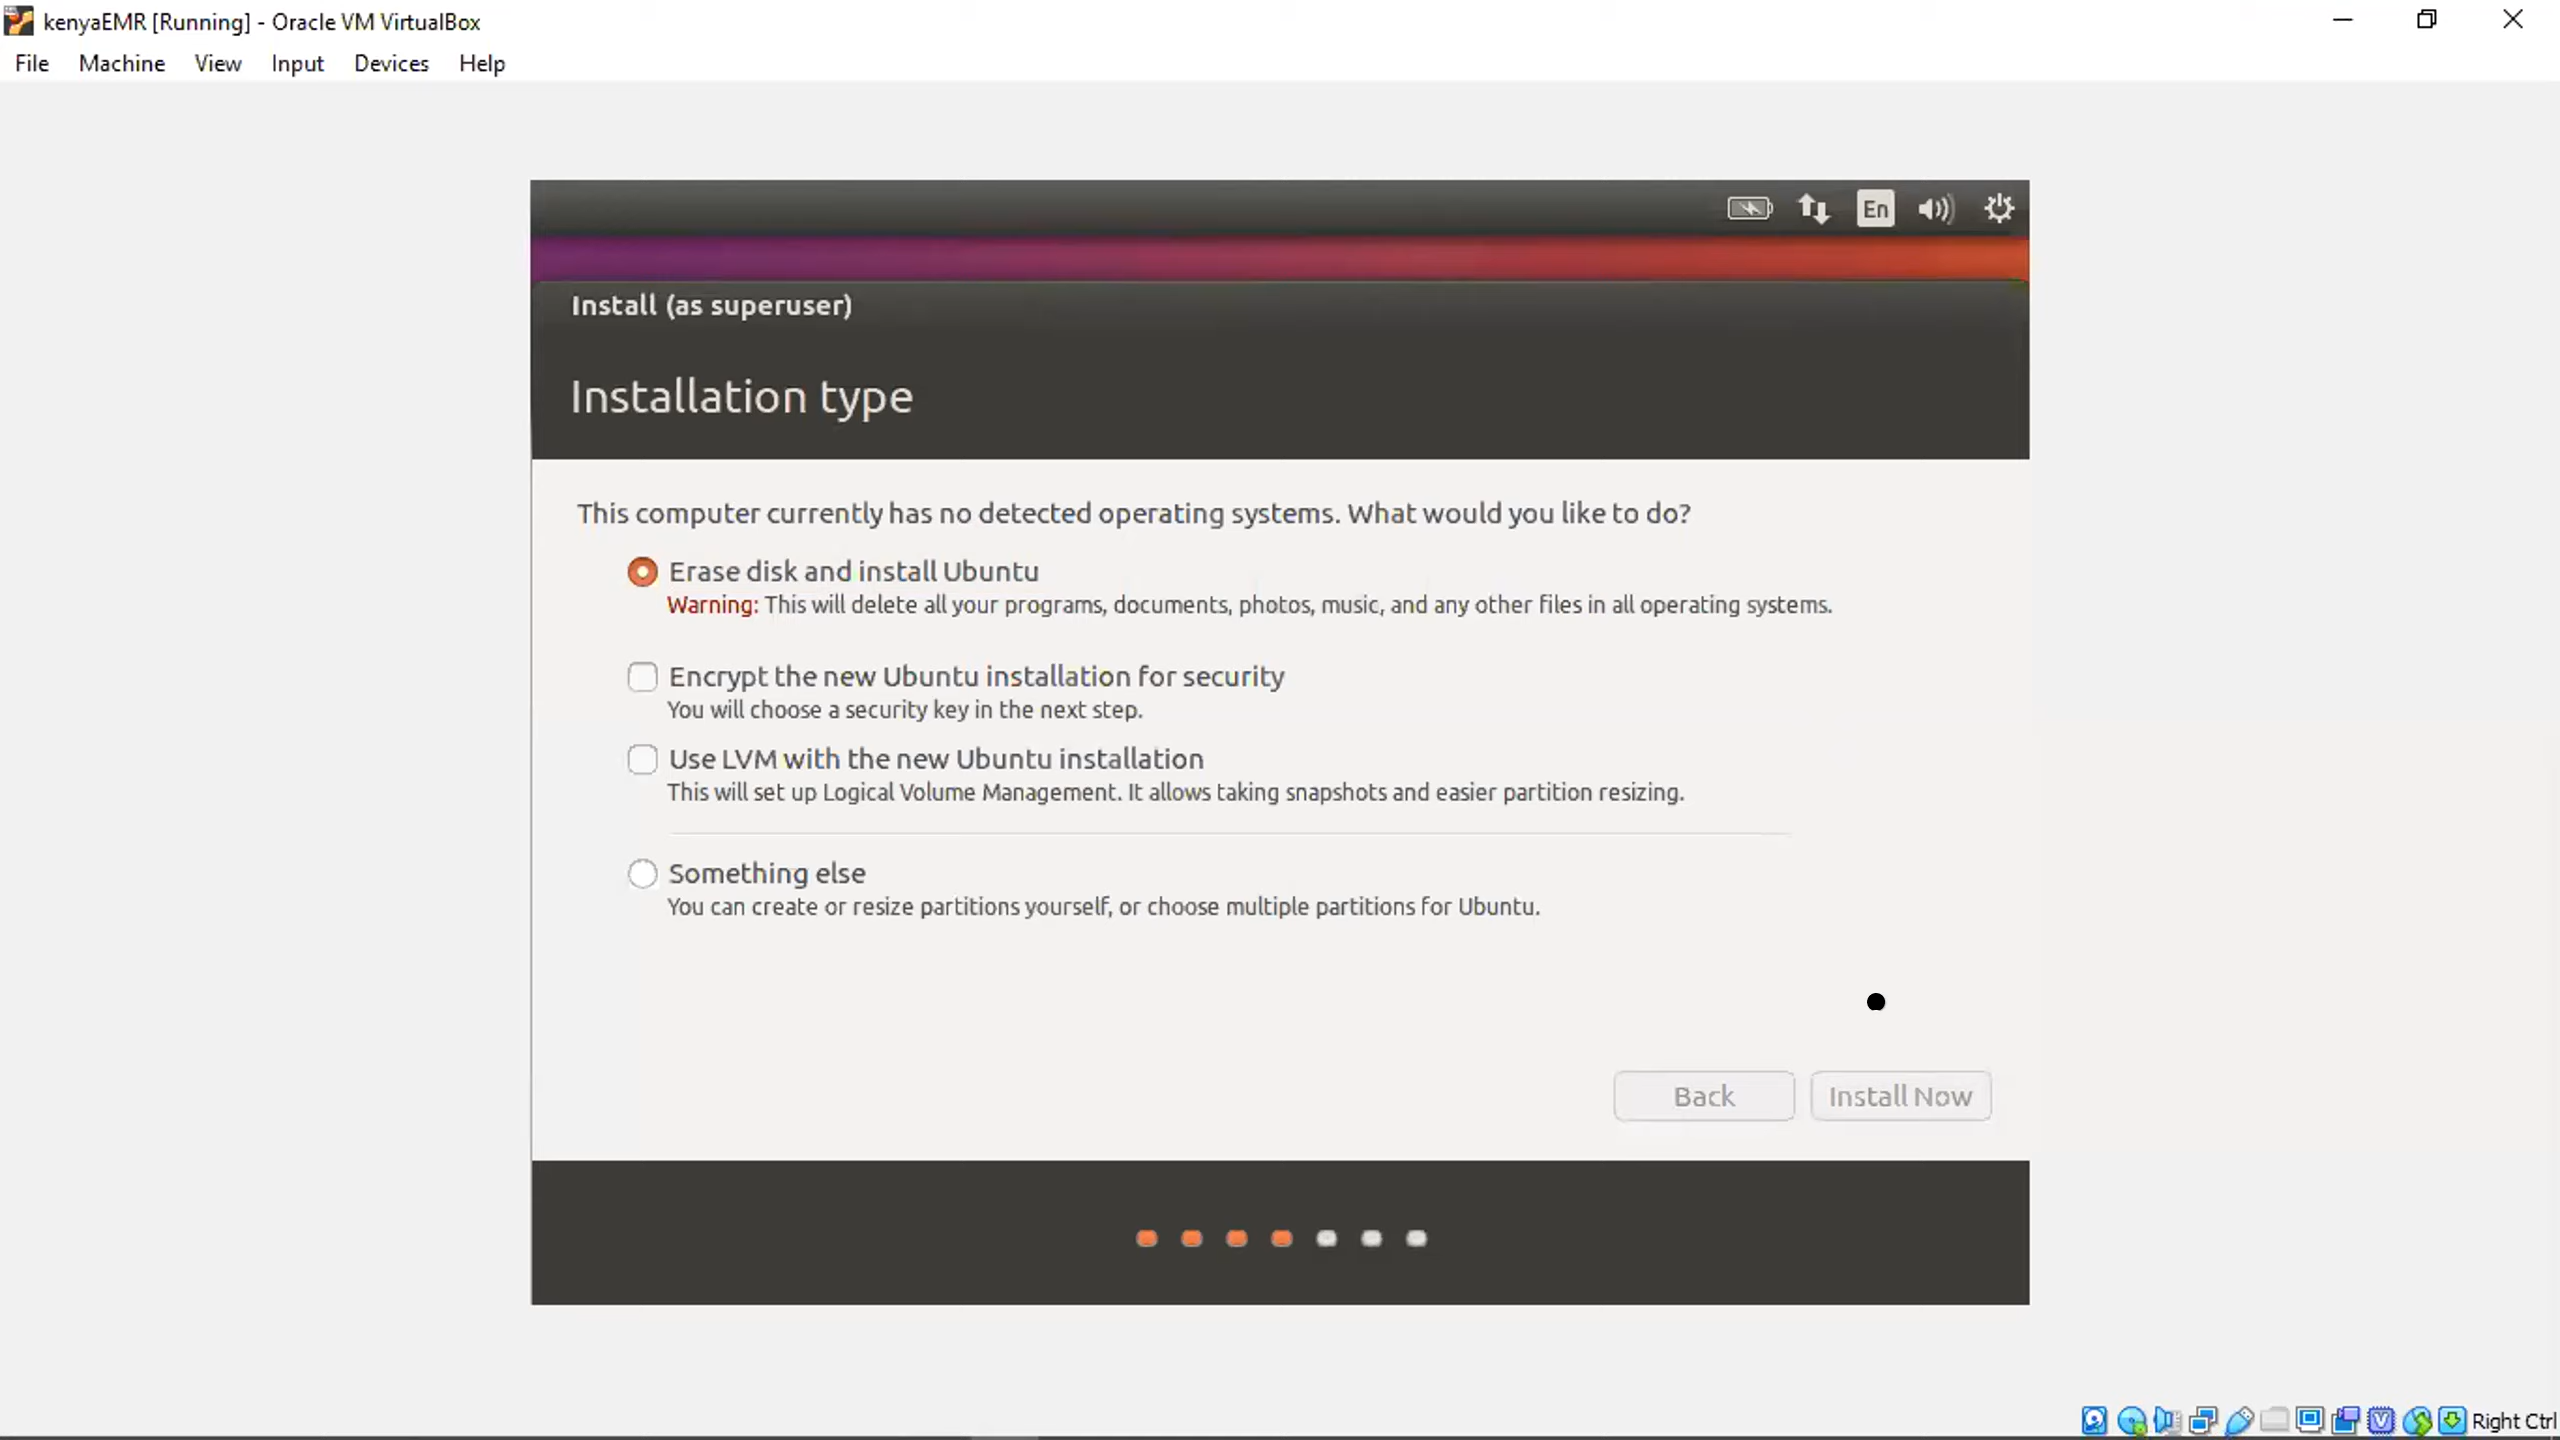 kenyaEMR [Running] - Oracle VM VirtualBox
File Machine View Input Devices Help
En
Install (as superuser)
Installation type
This computer currently has no detected operating systems. What would you like to do?
Erase disk and install Ubuntu
Warning: This will delete all your programs, documents, photos, music, and any other files in all operating systems.
Encrypt the new Ubuntu installation for security
You will choose a security key in the next step.
Use LVM with the new Ubuntu installation
This will set up Logical Volume Management. It allows taking snapshots and easier partition resizing.
Something else
You can create or resize partitions yourself, or choose multiple partitions for Ubuntu.
Back Install Now
Right Ctrl